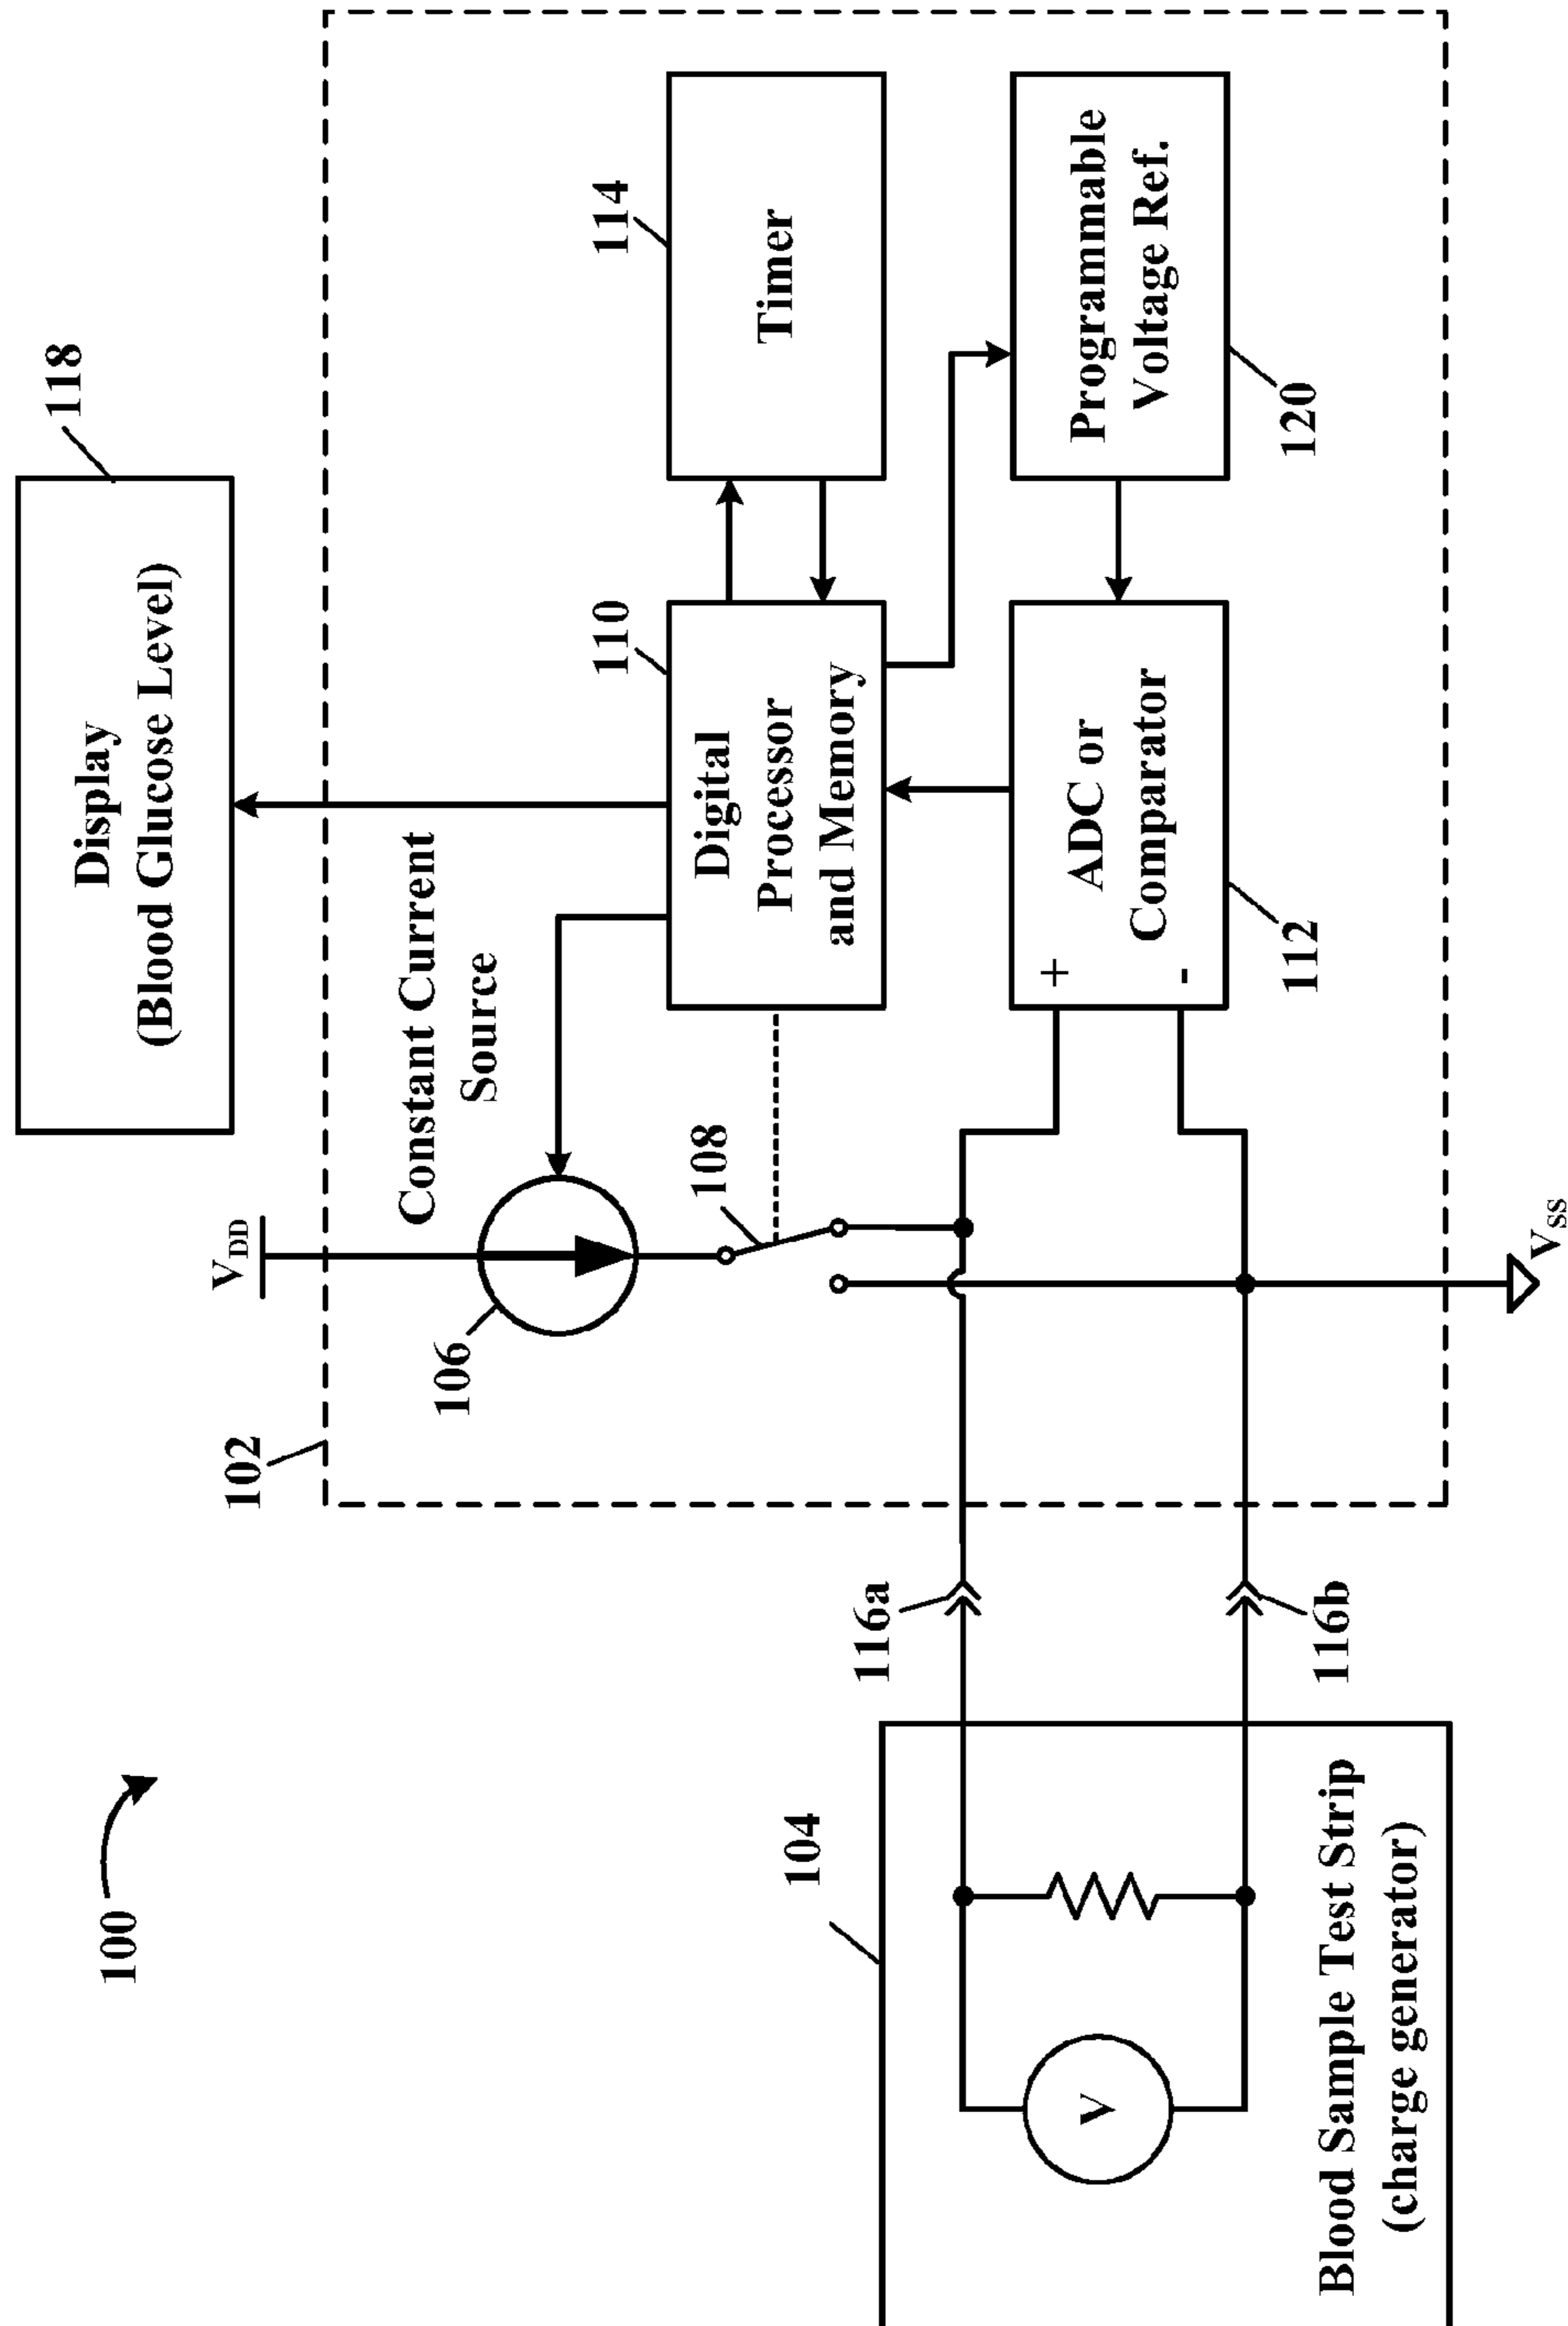 100
118
Display
(Blood Glucose Level)
102
VDD
Constant Current
Source
106
108
110
Digital
Processor
and Memory
114
Timer
104
116a
116b
V
Blood Sample Test Strip
(charge generator)
+
-
ADC or
Comparator
112
Programmable
Voltage Ref.
120
VSS